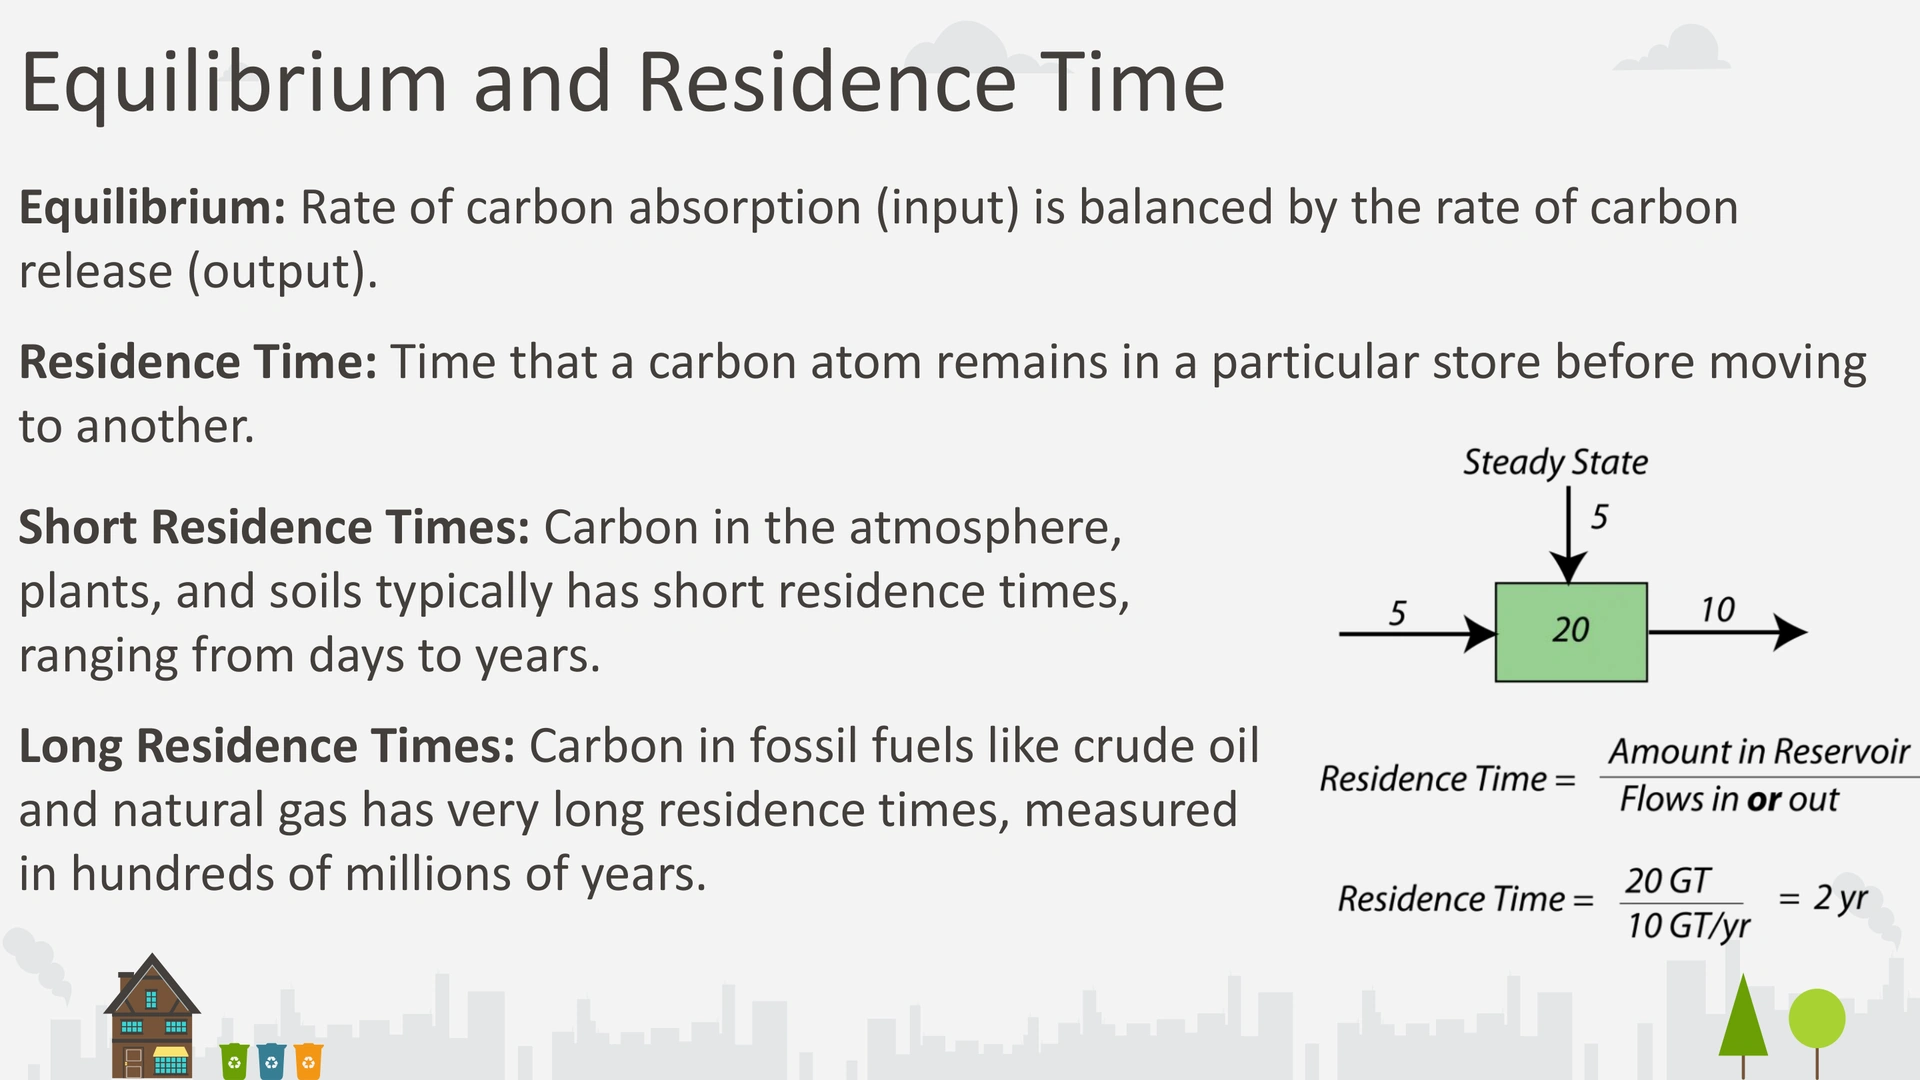 Equilibrium and Residence Time
Equilibrium: Rate of carbon absorption (input) is balanced by the rate of carbon
release (output).
Residence Time: Time that a carbon atom remains in a particular store before moving
to another.
Short Residence Times: Carbon in the atmosphere,
plants, and soils typically has short residence times,
ranging from days to years.
Long Residence Times: Carbon in fossil fuels like crude oil
and natural gas has very long residence times, measured
in hundreds of millions of years.
Steady State
5
5
20
10
Residence Time =
Amount in Reservoir
Flows in or out
Residence Time =
20 GT
10 GT/yr
= 2 yr